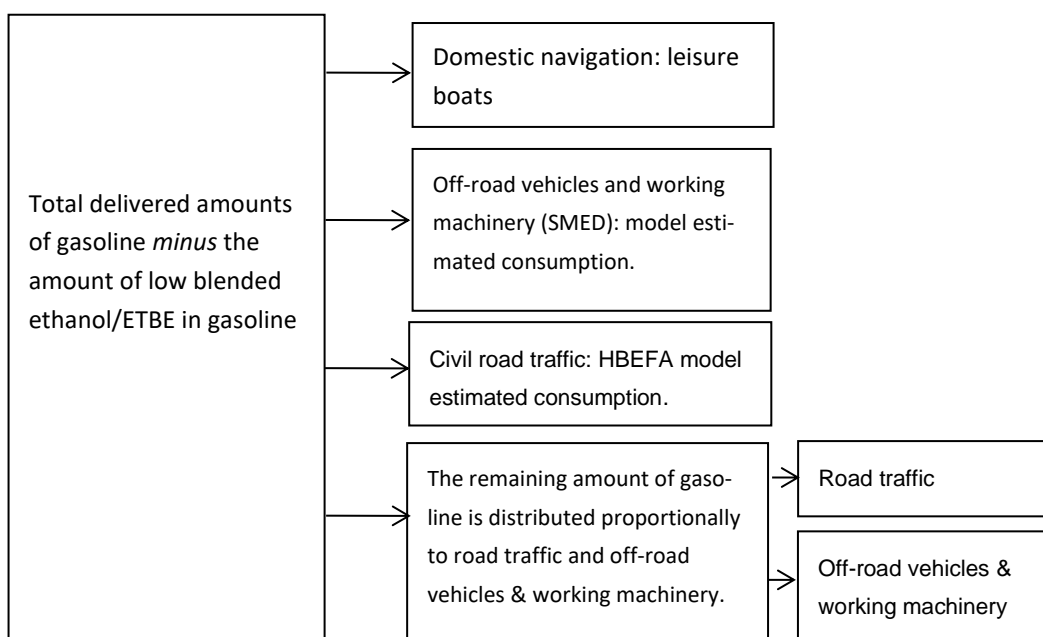 Domestic navigation: leisure
boats
Total delivered amounts
of gasoline minus the
amount of low blended
ethanol/ETBE in gasoline
Off-road vehicles and working
machinery (SMED): model esti-
mated consumption.
Civil road traffic: HBEFA model
estimated consumption.
The remaining amount of gaso-
line is distributed proportionally
to road traffic and off-road
vehicles & working machinery.
Road traffic
Off-road vehicles &
working machinery